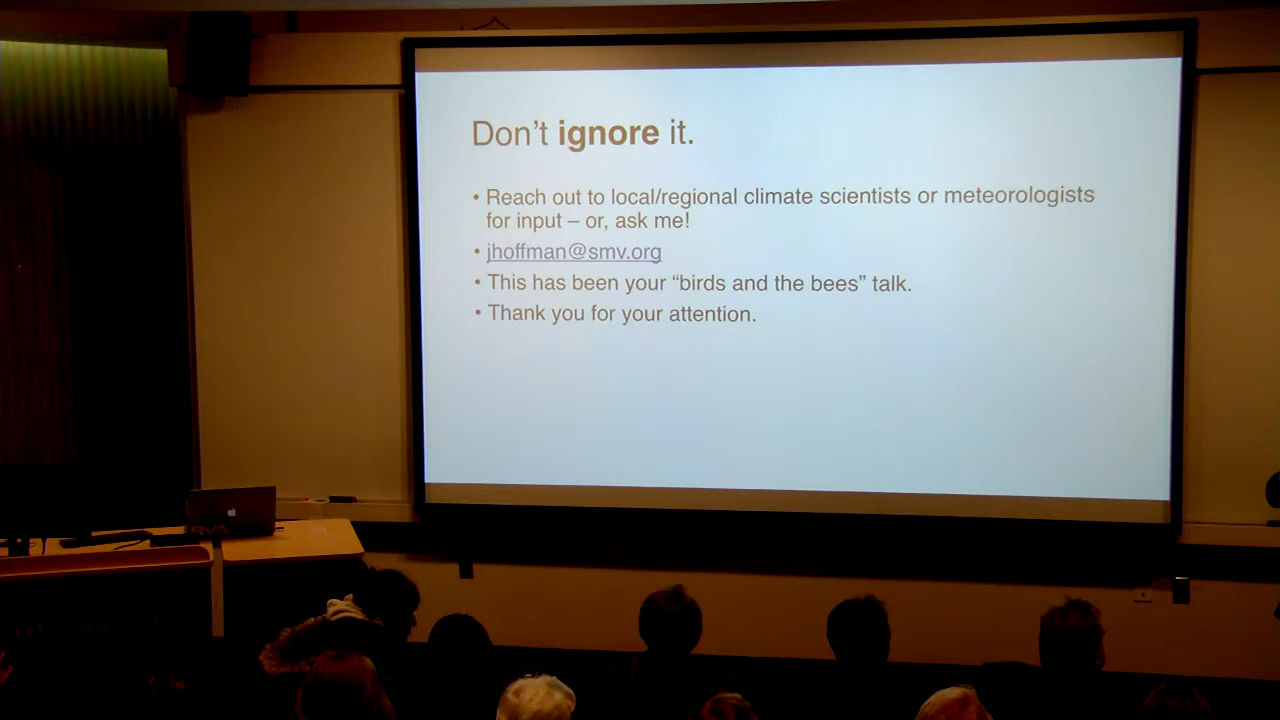 Don’t ignore it.
• Reach out to local/regional climate scientists or meteorologists
for input – or, ask me!
• jhoffman@smv.org
• This has been your “birds and the bees” talk.
• Thank you for your attention.
RVA